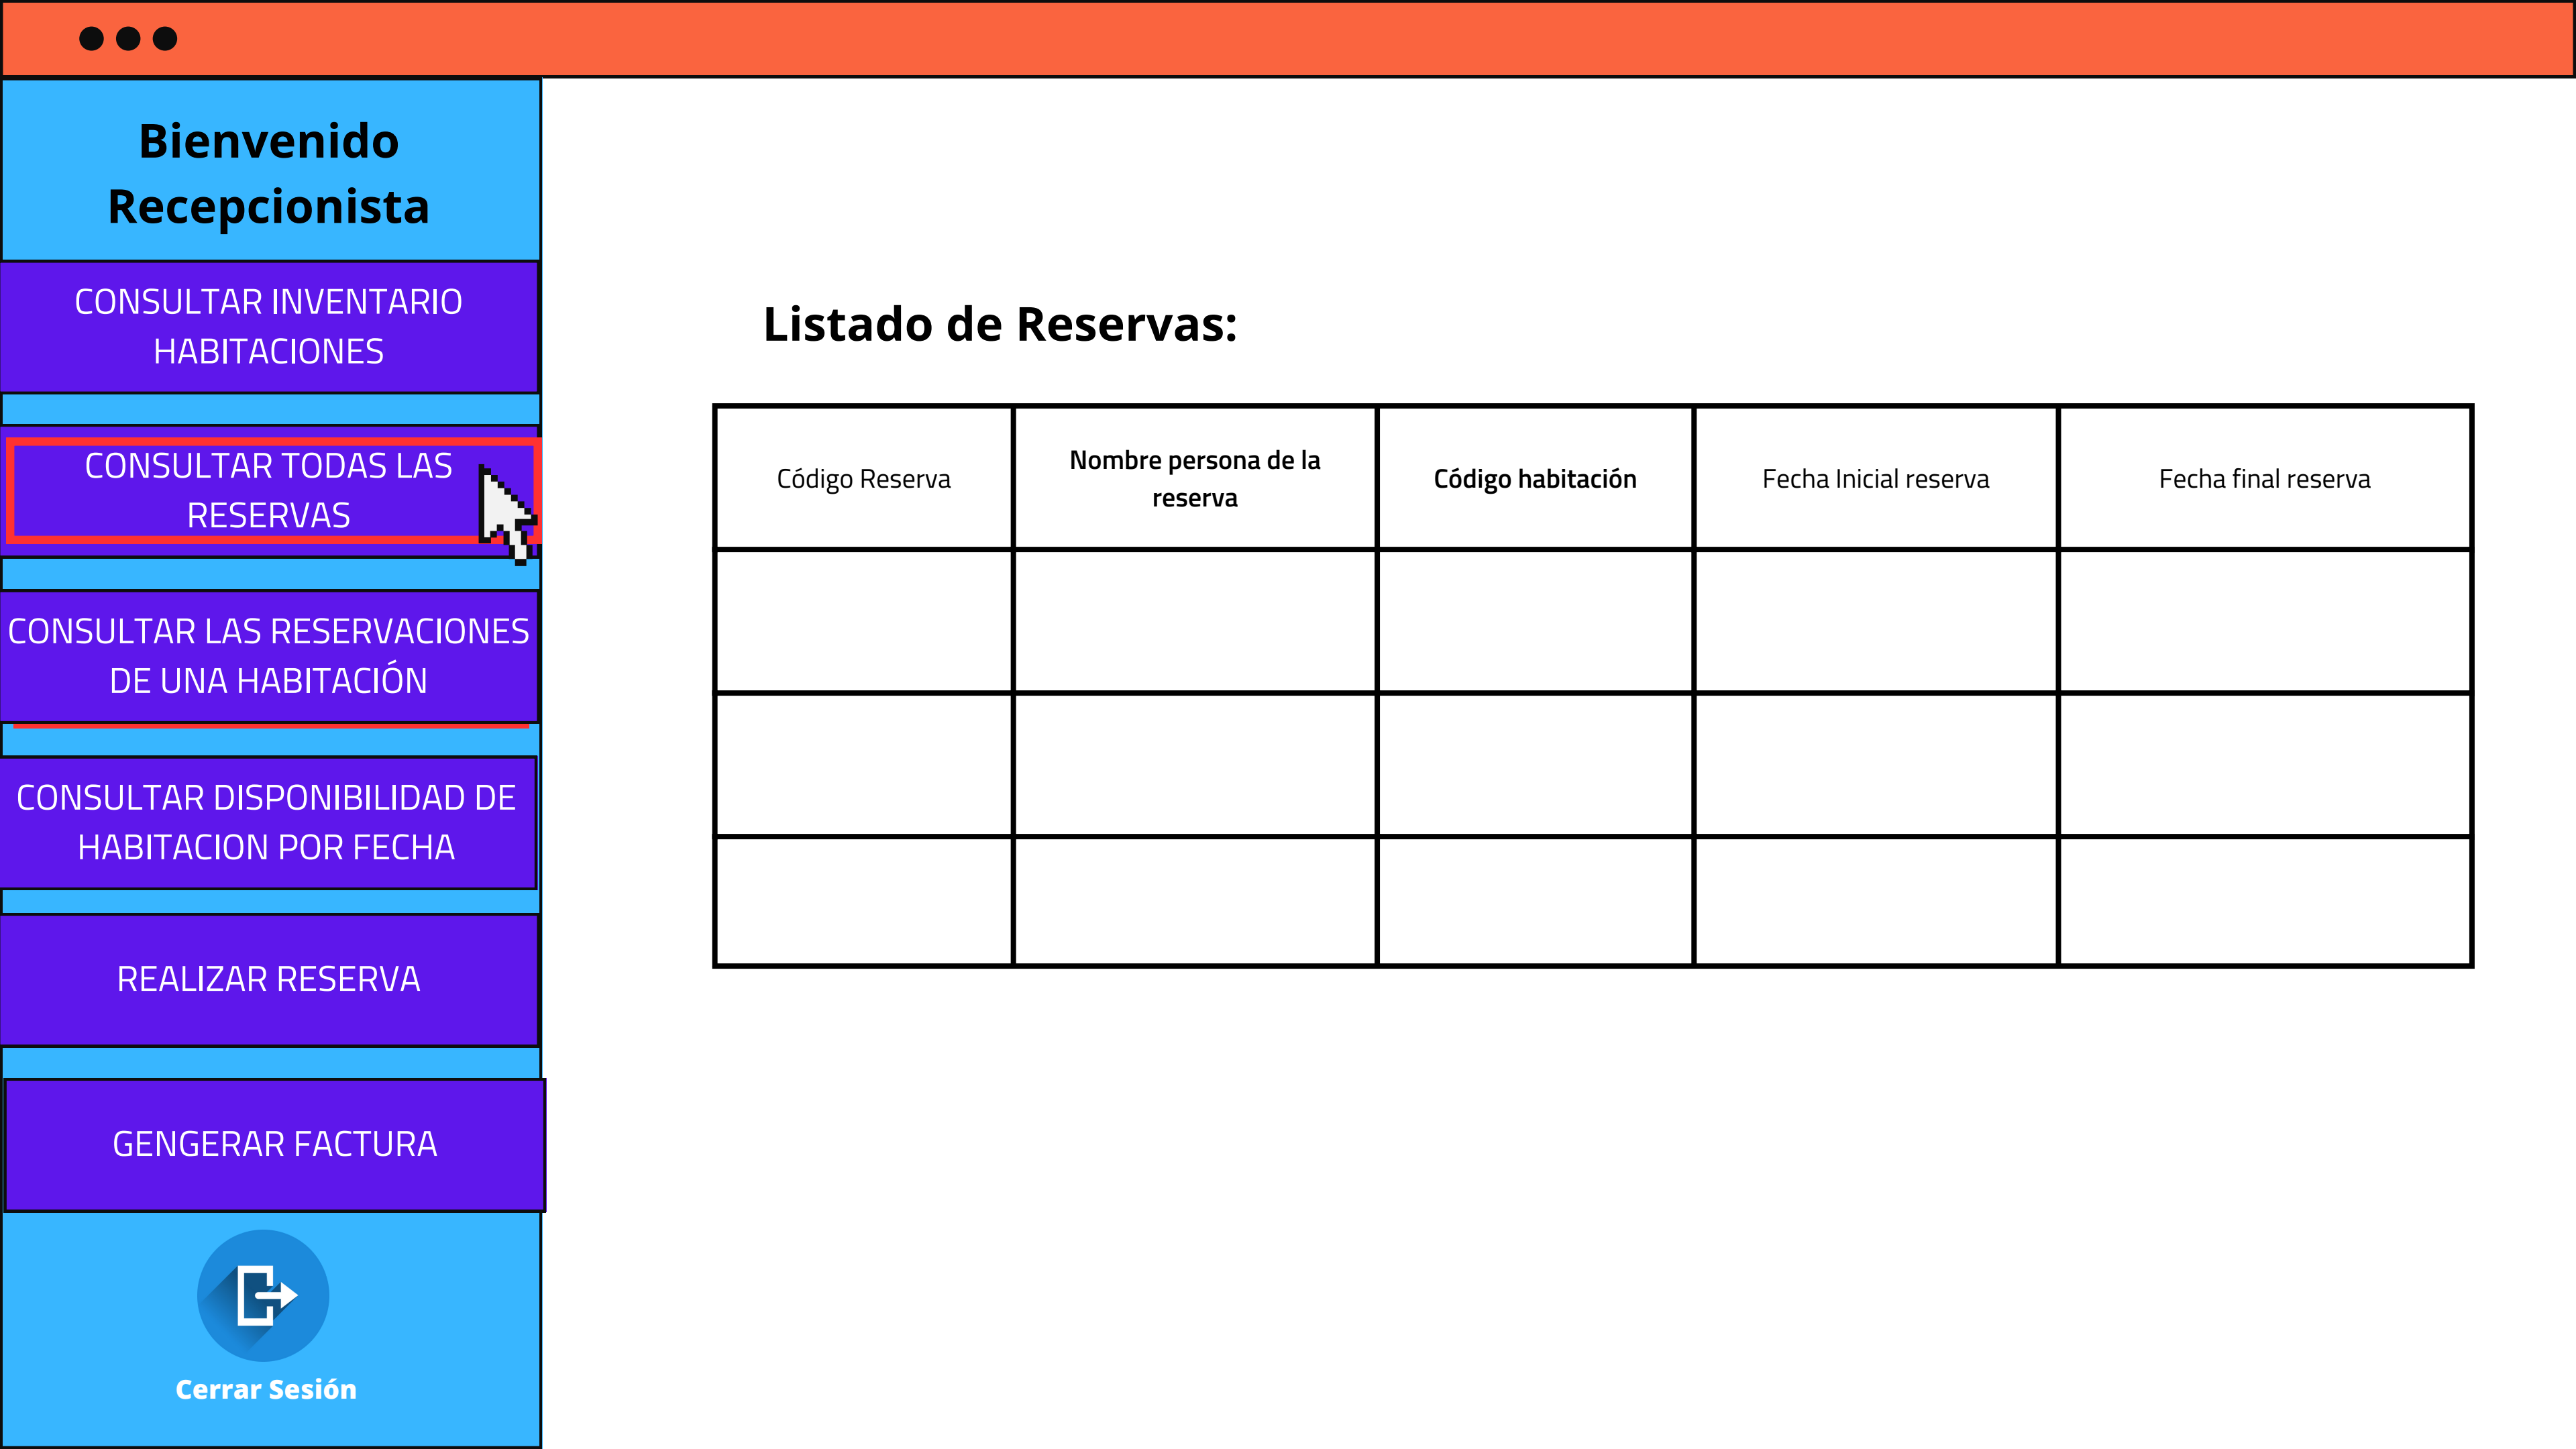 Bienvenido
Recepcionista
CONSULTAR INVENTARIO
HABITACIONES
CONSULTAR TODAS LAS
RESERVAS
CONSULTAR LAS RESERVACIONES
DE UNA HABITACIÓN
CONSULTAR DISPONIBILIDAD DE
HABITACION POR FECHA
REALIZAR RESERVA
GENGERAR FACTURA
Cerrar Sesión
Listado de Reservas:
Código Reserva
Nombre persona de la
reserva
Código habitación
Fecha Inicial reserva
Fecha final reserva